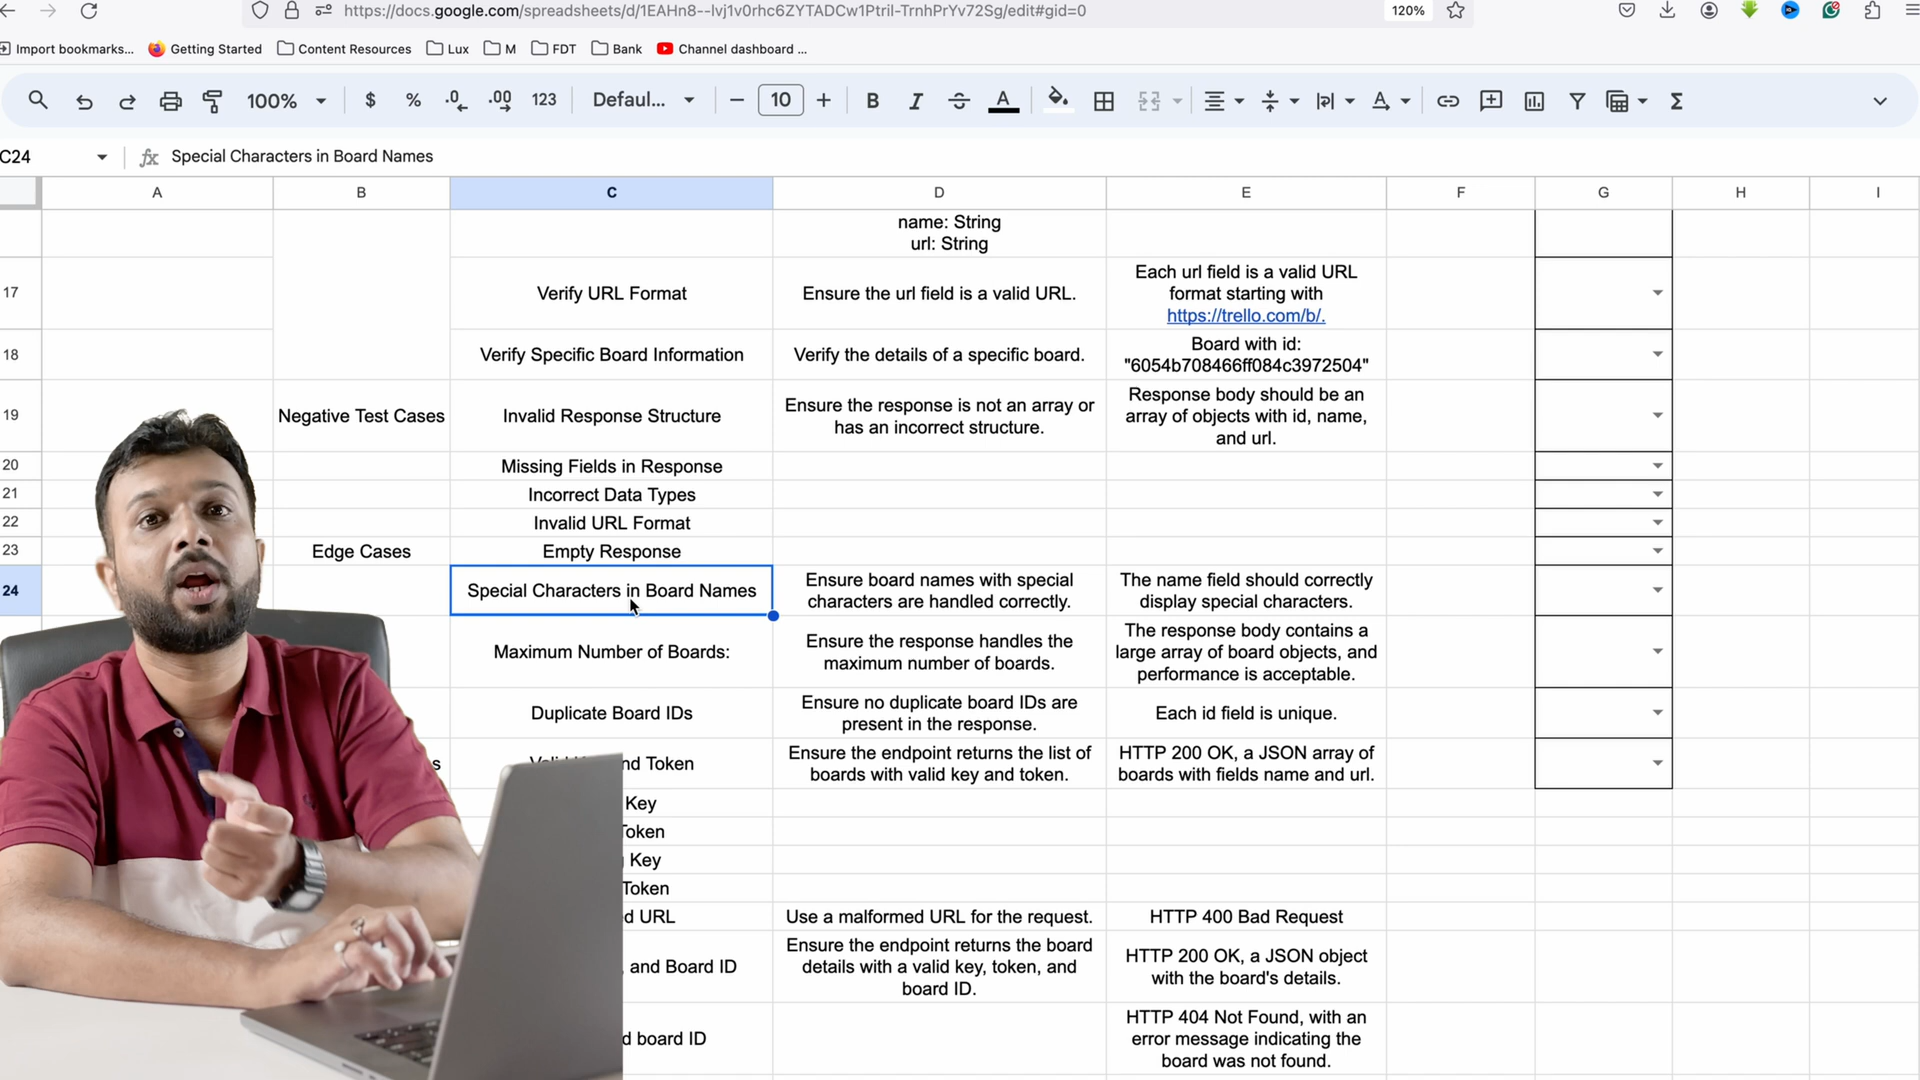 https://docs.google.com/spreadsheets/d/1EAHn8--lvj1v0rhc6ZYTADCw1Ptril-TrnhPrYv72Sg/edit#gid=0
120%
Import bookmarks...
Getting Started
Content Resources
Lux
M
FDT
Bank
Channel dashboard ...
100%
$
%
.0
.00
123
Defaul...
10
B
I
S
A
Σ
C24
fx
Special Characters in Board Names
A
B
C
D
E
F
G
H
I
name: String
url: String
17
Verify URL Format
Ensure the url field is a valid URL.
Each url field is a valid URL
format starting with
https://trello.com/b/.
18
Verify Specific Board Information
Verify the details of a specific board.
Board with id:
"6054b708466ff084c3972504"
19
Negative Test Cases
Invalid Response Structure
Ensure the response is not an array or
has an incorrect structure.
Response body should be an
array of objects with id, name,
and url.
20
Missing Fields in Response
21
Incorrect Data Types
22
Invalid URL Format
23
Edge Cases
Empty Response
24
Special Characters in Board Names
Ensure board names with special
characters are handled correctly.
The name field should correctly
display special characters.
Maximum Number of Boards:
Ensure the response handles the
maximum number of boards.
The response body contains a
large array of board objects, and
performance is acceptable.
Duplicate Board IDs
Ensure no duplicate board IDs are
present in the response.
Each id field is unique.
Token
Ensure the endpoint returns the list of
boards with valid key and token.
HTTP 200 OK, a JSON array of
boards with fields name and url.
Key
Token
Key
Token
URL
Use a malformed URL for the request.
HTTP 400 Bad Request
and Board ID
Ensure the endpoint returns the board
details with a valid key, token, and
board ID.
HTTP 200 OK, a JSON object
with the board's details.
board ID
HTTP 404 Not Found, with an
error message indicating the
board was not found.